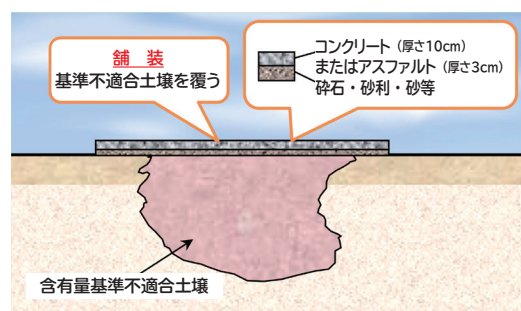 舗 装
基準不適合土壌を覆う
コンクリート（厚さ10cm）
またはアスファルト（厚さ3cm）
砕石・砂利・砂等
含有量基準不適合土壌